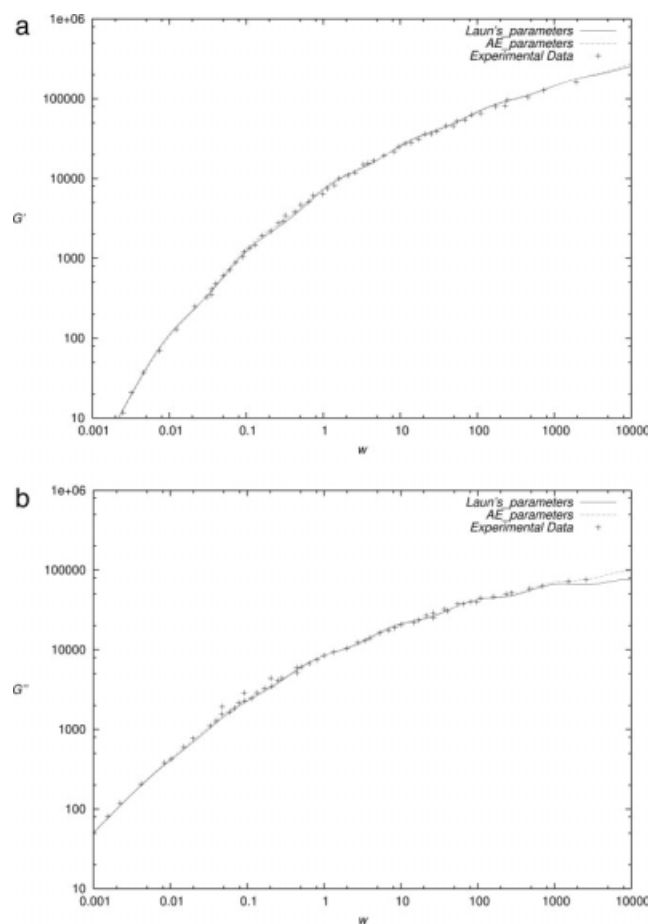 a
1e+06
Laun's_parameters
AE_parameters
Experimental Data
100000
10000
G'
1000
100
10
0.001 0.01 0.1 1 10 100 1000 10000
w
b
1e+06
Laun's_parameters
AE_parameters
Experimental Data
100000
10000
G"
1000
100
10
0.001 0.01 0.1 1 10 100 1000 10000
w